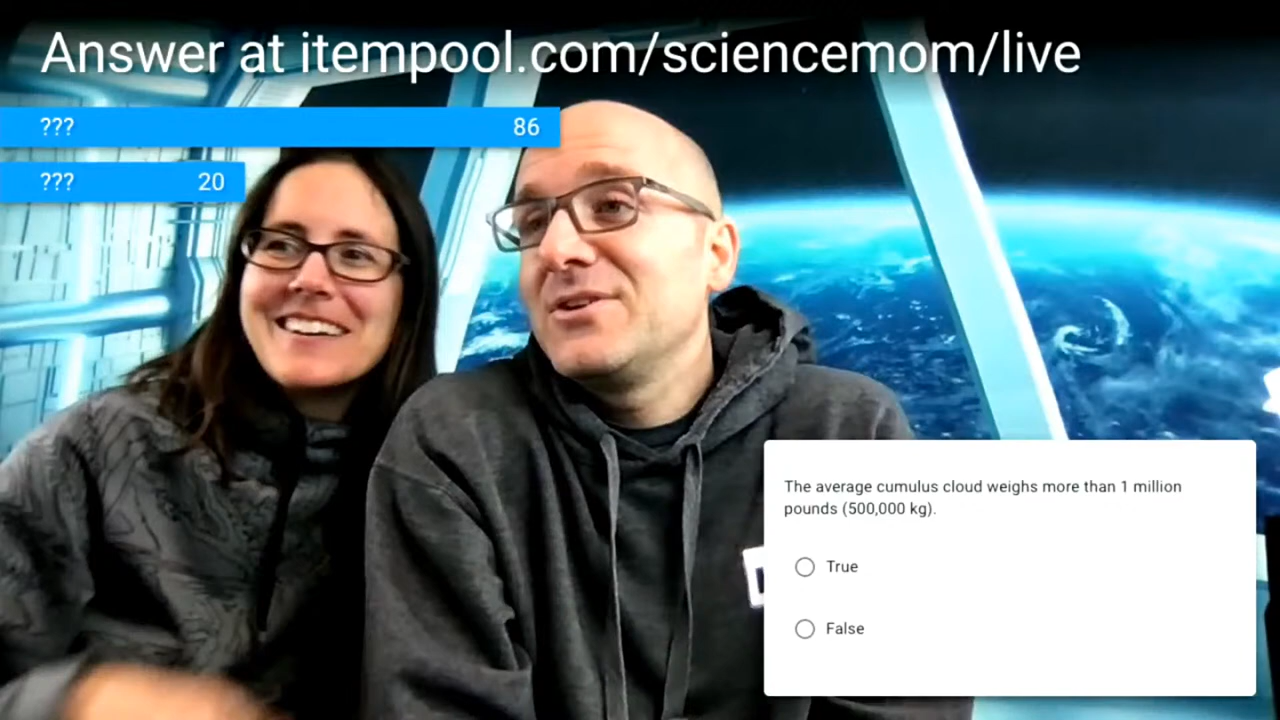 Answer at itempool.com/sciencemom/live
??? 86
??? 20
The average cumulus cloud weighs more than 1 million
pounds (500,000 kg).
True
False